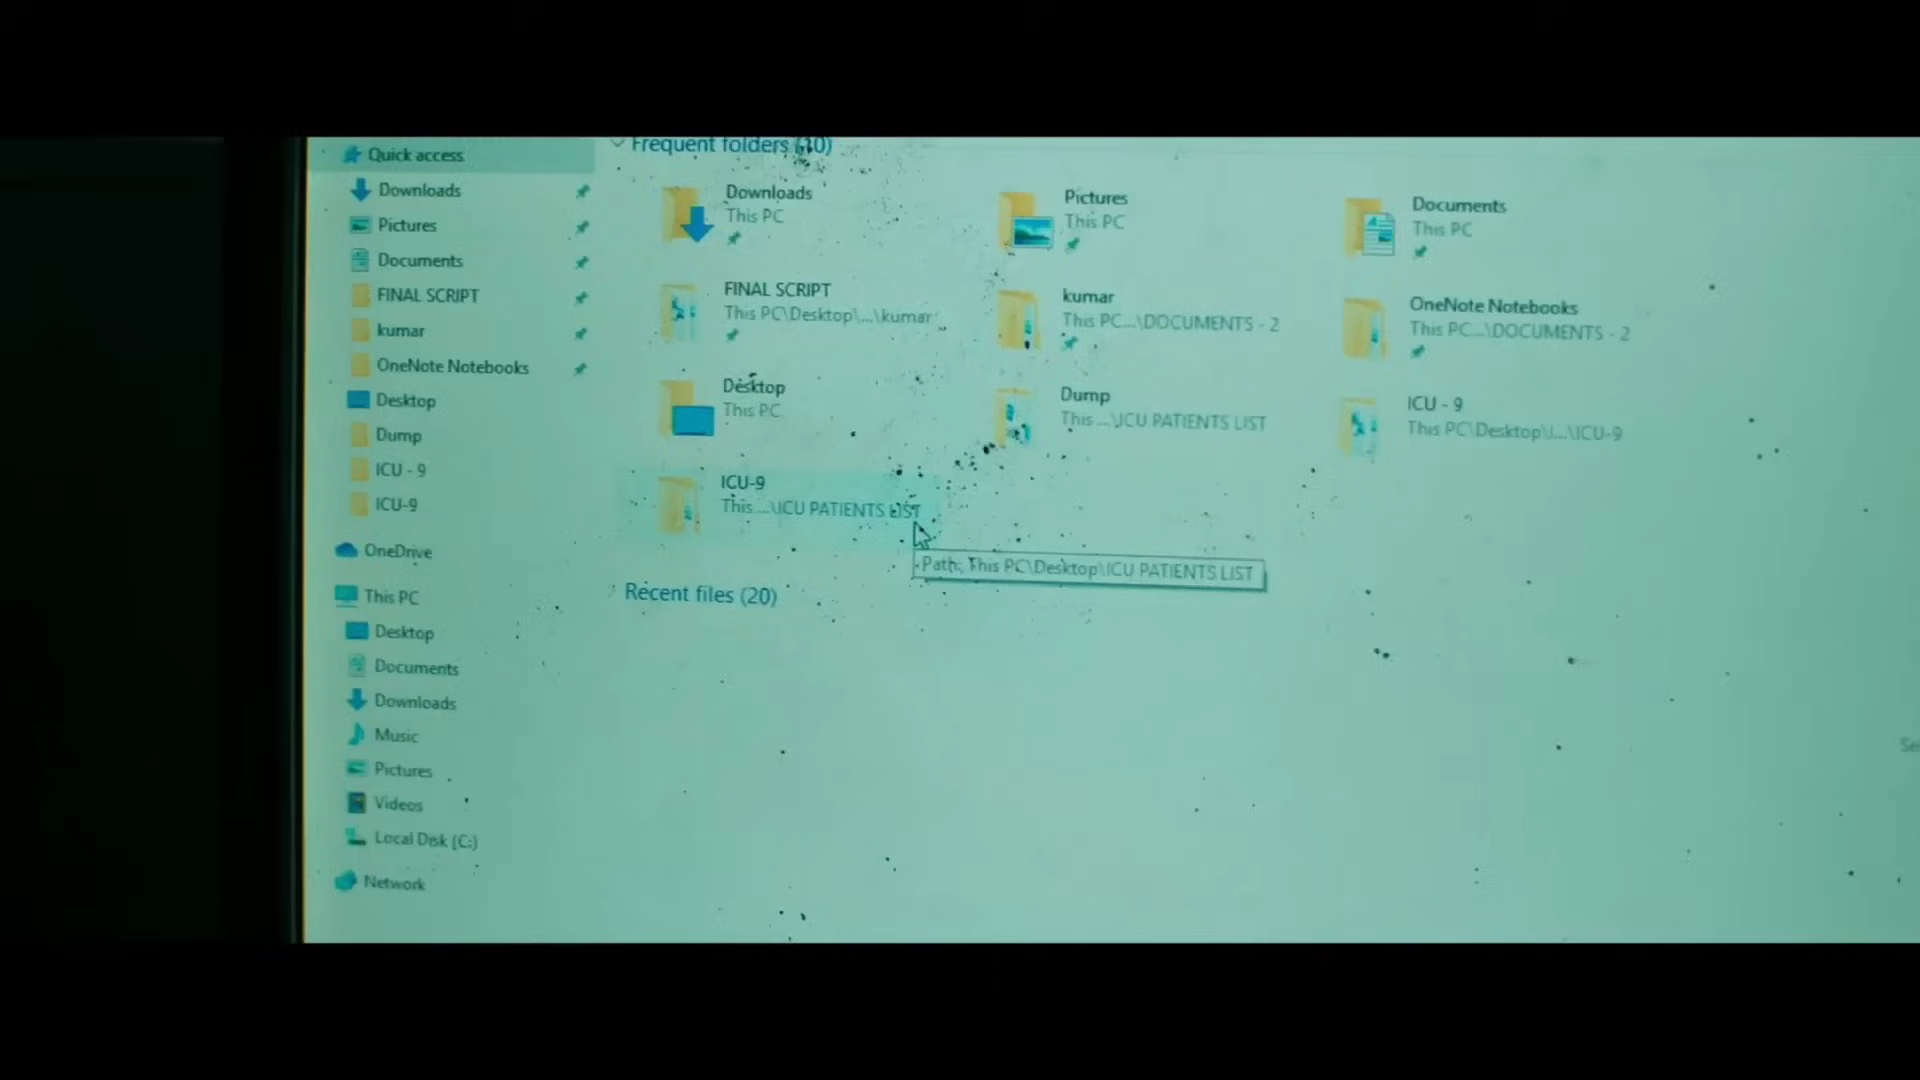 Quick access
Downloads
Pictures
Documents
FINAL SCRIPT
kumar
OneNote Notebooks
Desktop
Dump
ICU - 9
ICU-9
OneDrive
This PC
Desktop
Documents
Downloads
Music
Pictures
Videos
Local Disk (C:)
Network
Frequent folders (10)
Downloads
This PC
Pictures
This PC
Documents
This PC
FINAL SCRIPT
This PC\Desktop\...\kumar
kumar
This PC...\DOCUMENTS - 2
OneNote Notebooks
This PC...\DOCUMENTS - 2
Desktop
This PC
Dump
This ...\ICU PATIENTS LIST
ICU - 9
This PC\Desktop\I...\ICU-9
ICU-9
This ...\ICU PATIENTS LIST
Path: This PC\Desktop\ICU PATIENTS LIST
Recent files (20)